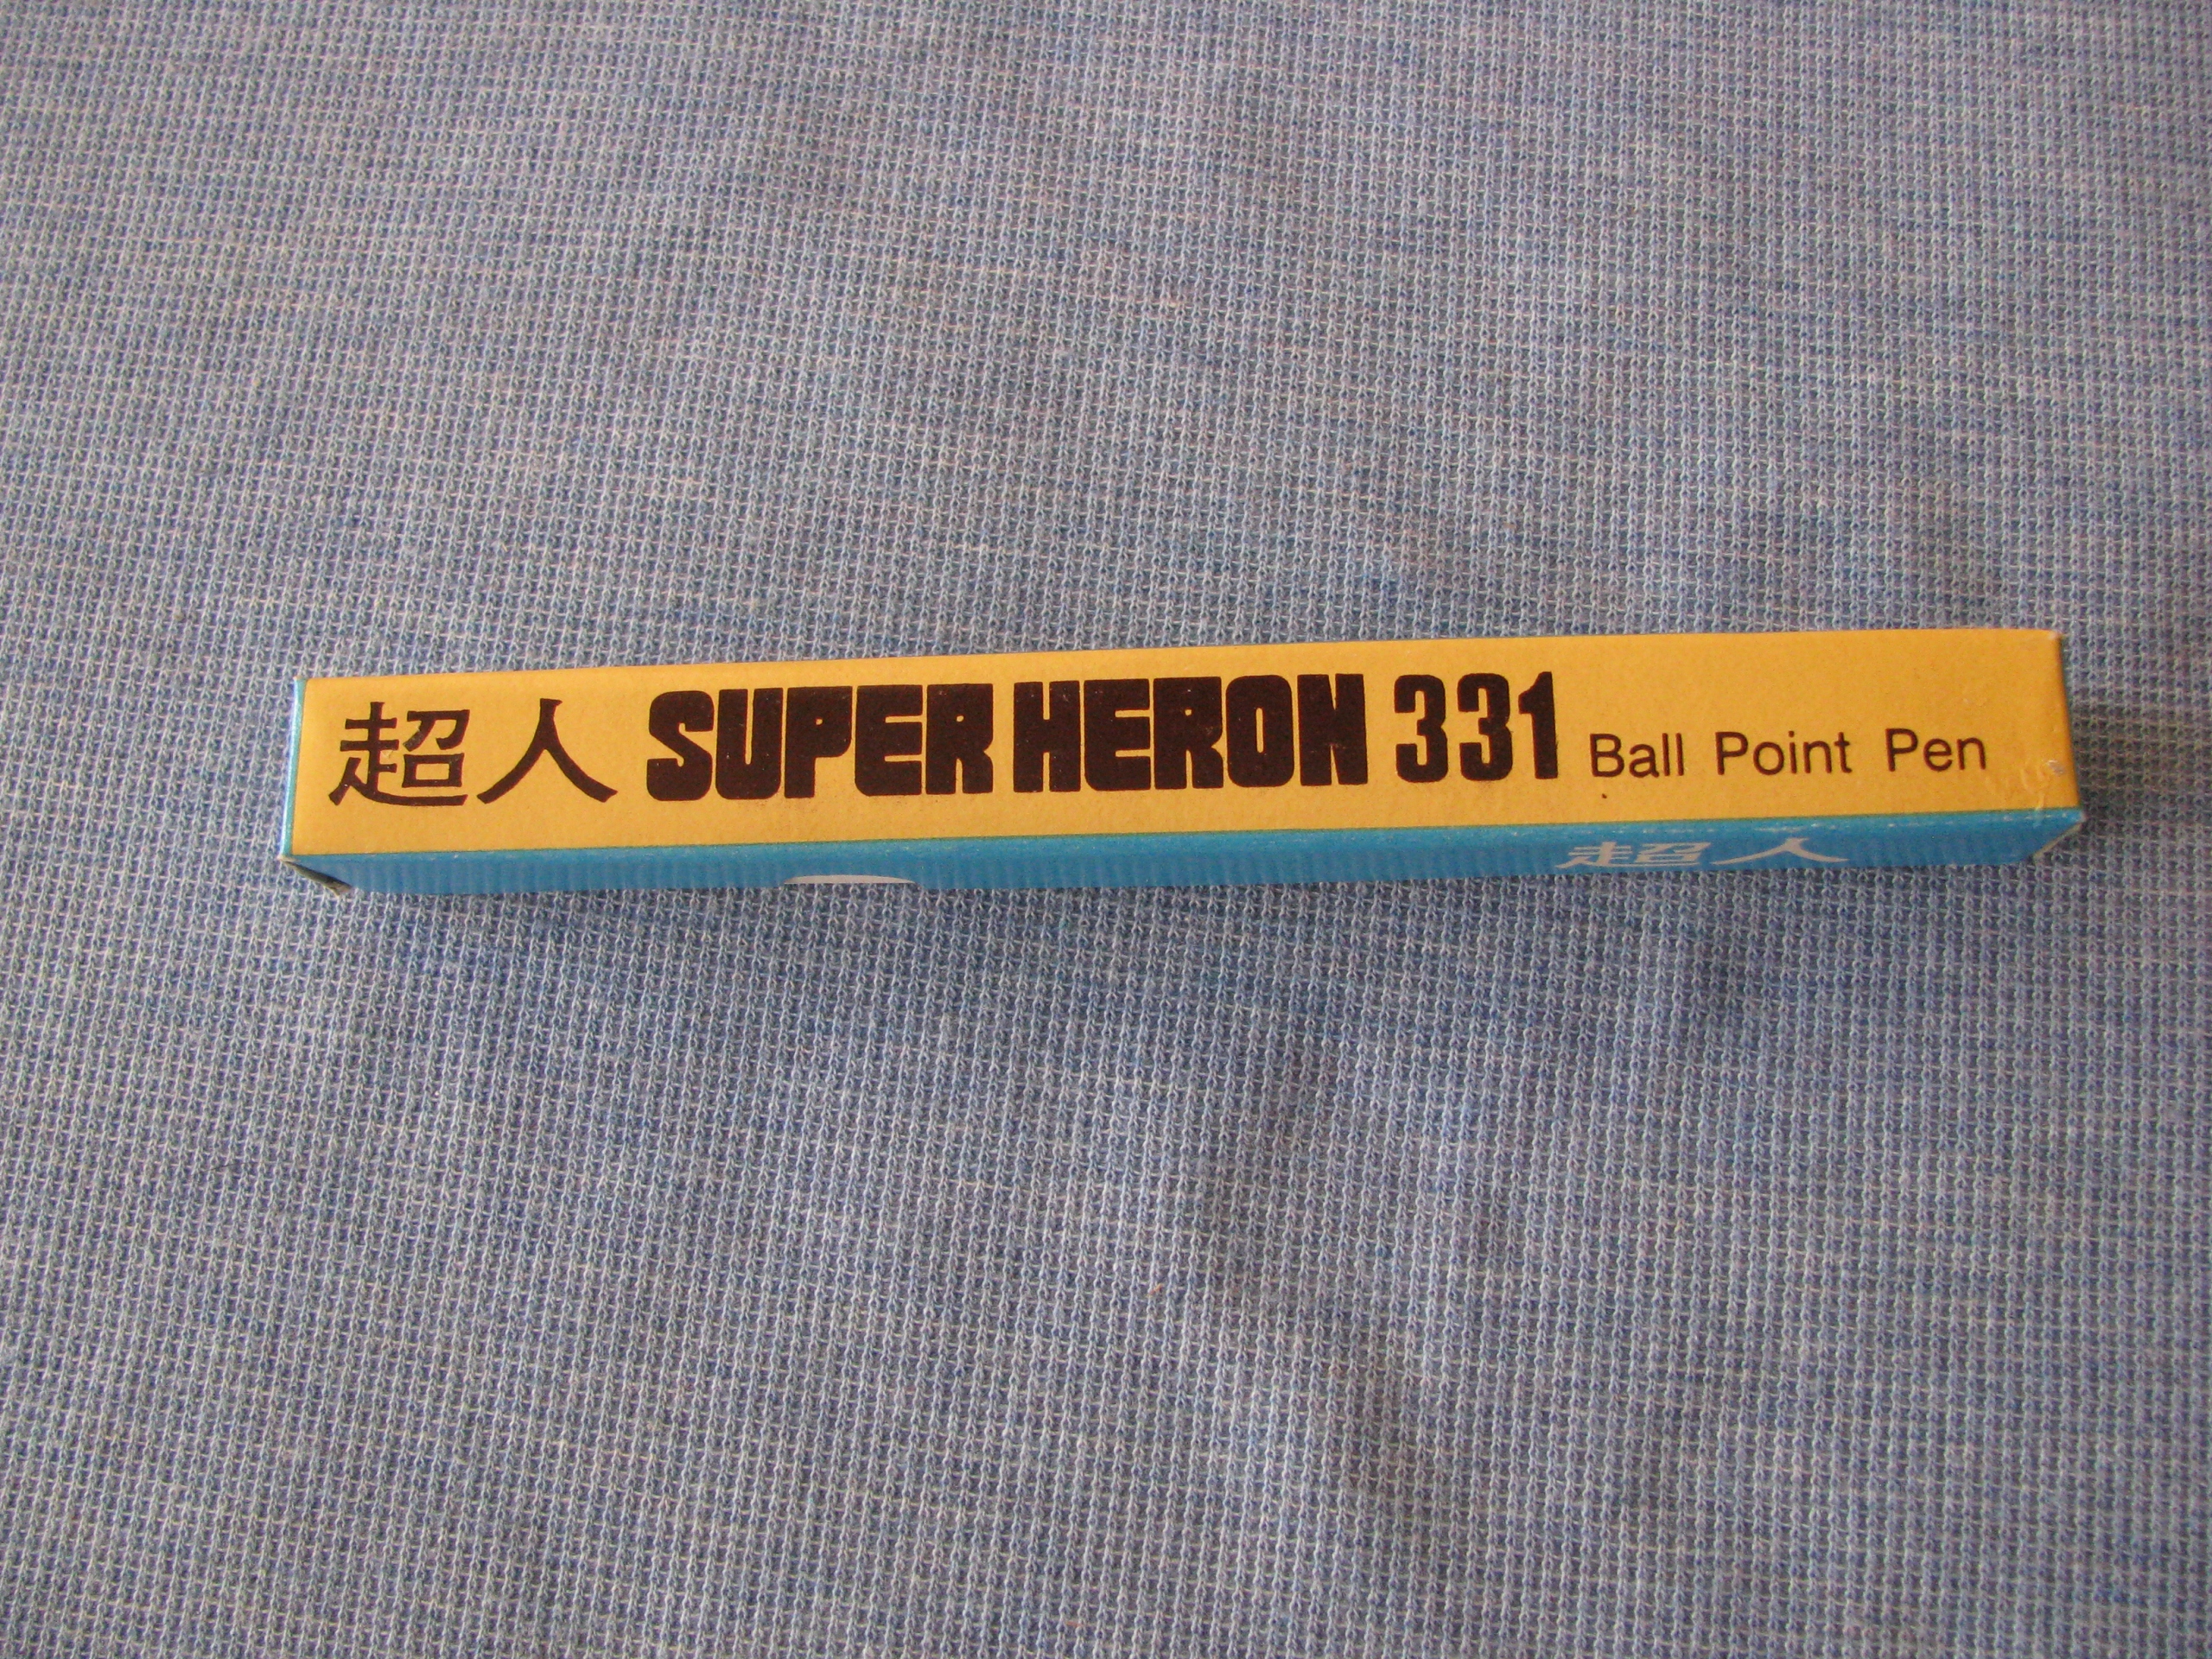 超人 SUPER HERON 331 Ball Point Pen
超人